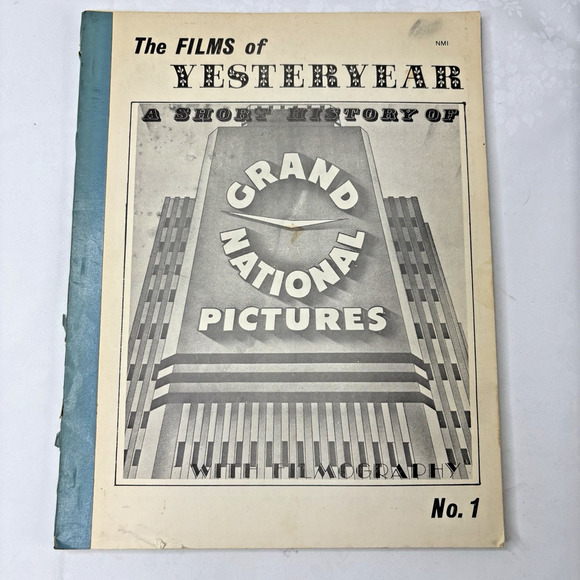 The FILMS of
NMI
YESTERYEAR
A SHORT HISTORY OF
GRAND
NATIONAL
PICTURES
WITH FILMOGRAPHY
No. 1